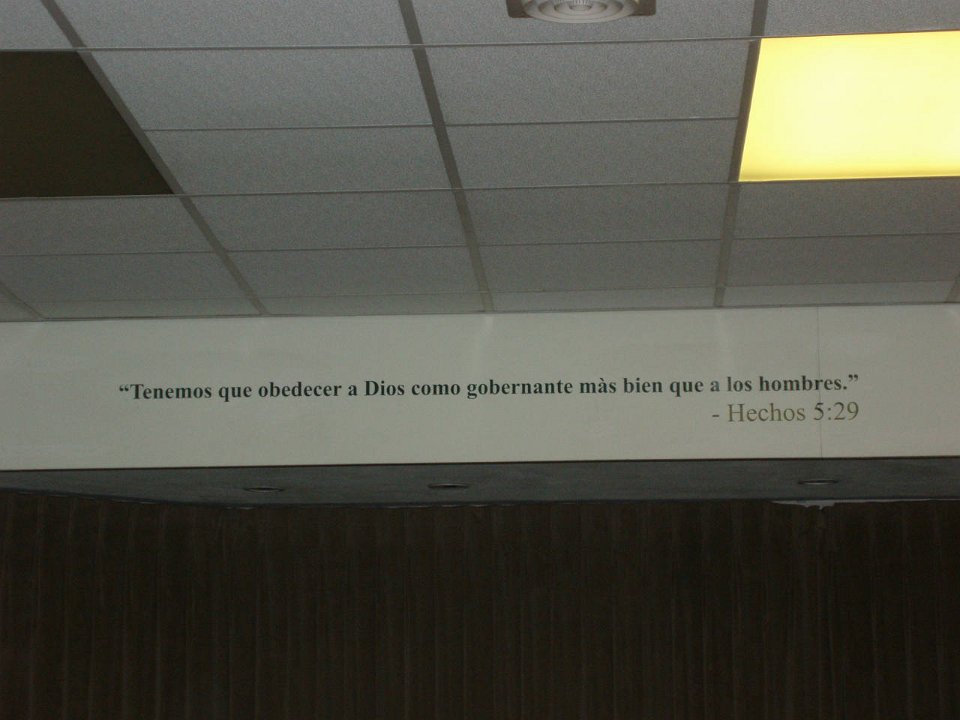 “Tenemos que obedecer a Dios como gobernante màs bien que a los hombres.”
- Hechos 5:29